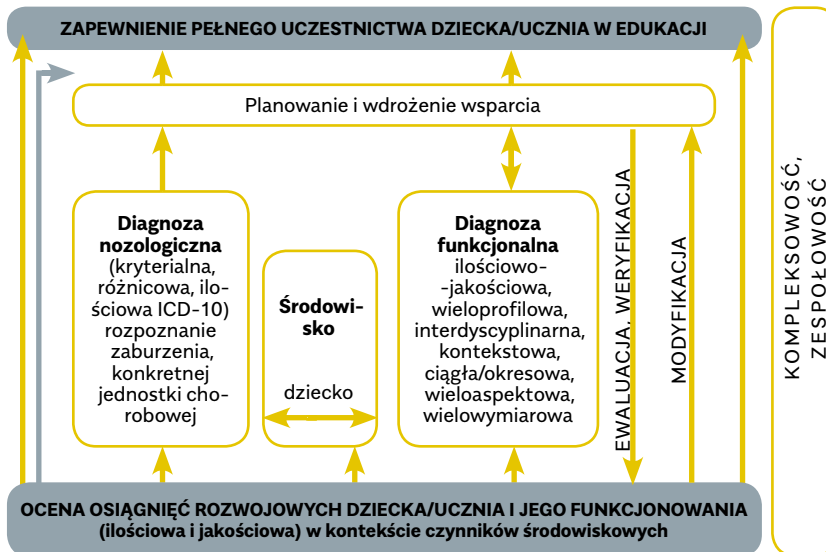 ZAPEWNIENIE PEŁNEGO UCZESTNICTWA DZIECKA/UCZNIA W EDUKACJI
Planowanie i wdrożenie wsparcia
Diagnoza
nozologiczna
(kryterialna,
różnicowa, ilo-
ściowa ICD-10)
rozpoznanie
zaburzenia,
konkretnej
jednostki cho-
robowej
Środowi-
sko
dziecko
Diagnoza
funkcjonalna
ilościowo-
-jakościowa,
wieloprofilowa,
interdyscyplinarna,
kontekstowa,
ciągła/okresowa,
wieloaspektowa,
wielowymiarowa
EWALUACJA, WERYFIKACJA
MODYFIKACJA
KOMPLEKSOWOŚĆ,
ZESPOŁOWOŚĆ
OCENA OSIĄGNIĘĆ ROZWOJOWYCH DZIECKA/UCZNIA I JEGO FUNKCJONOWANIA
(ilościowa i jakościowa) w kontekście czynników środowiskowych